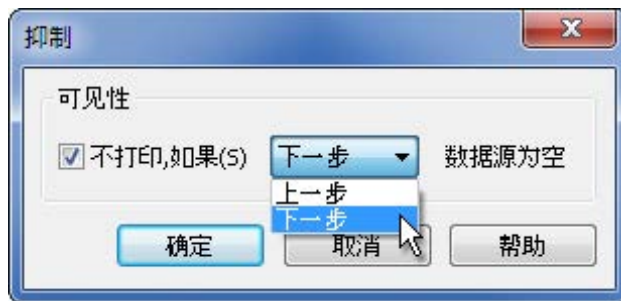 抑制
可见性
不打印,如果(S) 下一步 数据源为空
上一步
下一步
确定 取消 帮助